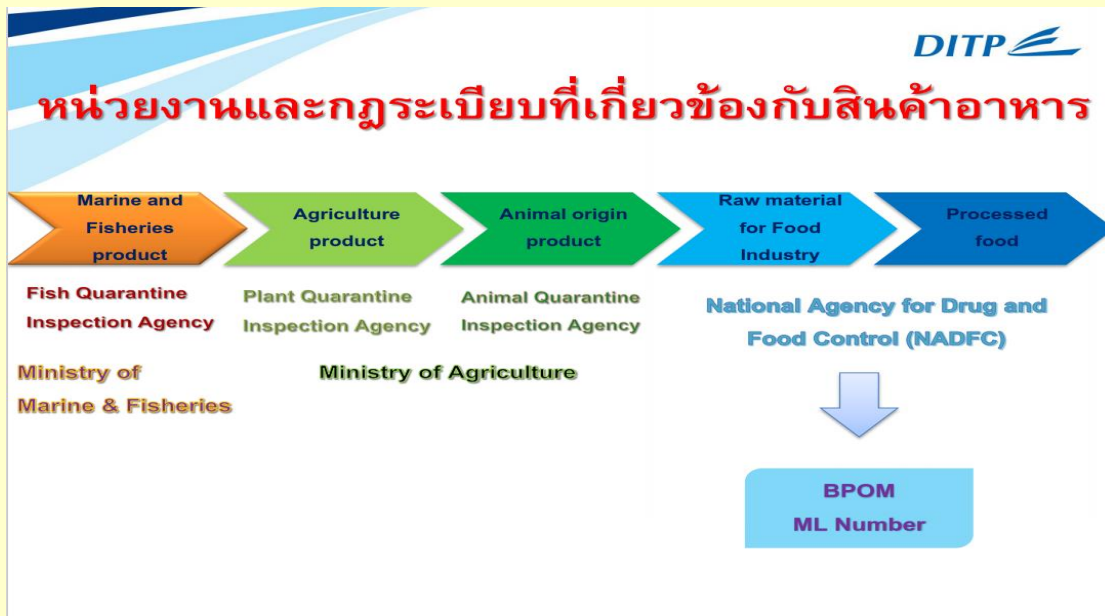 DITP
หน่วยงานและกฎระเบียบที่เกี่ยวข้องกับสินค้าอาหาร
Marine and
Fisheries
product
Agriculture
product
Animal origin
product
Raw material
for Food
Industry
Processed
food
Fish Quarantine
Inspection Agency
Plant Quarantine
Inspection Agency
Animal Quarantine
Inspection Agency
National Agency for Drug and
Food Control (NADFC)
Ministry of
Marine & Fisheries
Ministry of Agriculture
BPOM
ML Number